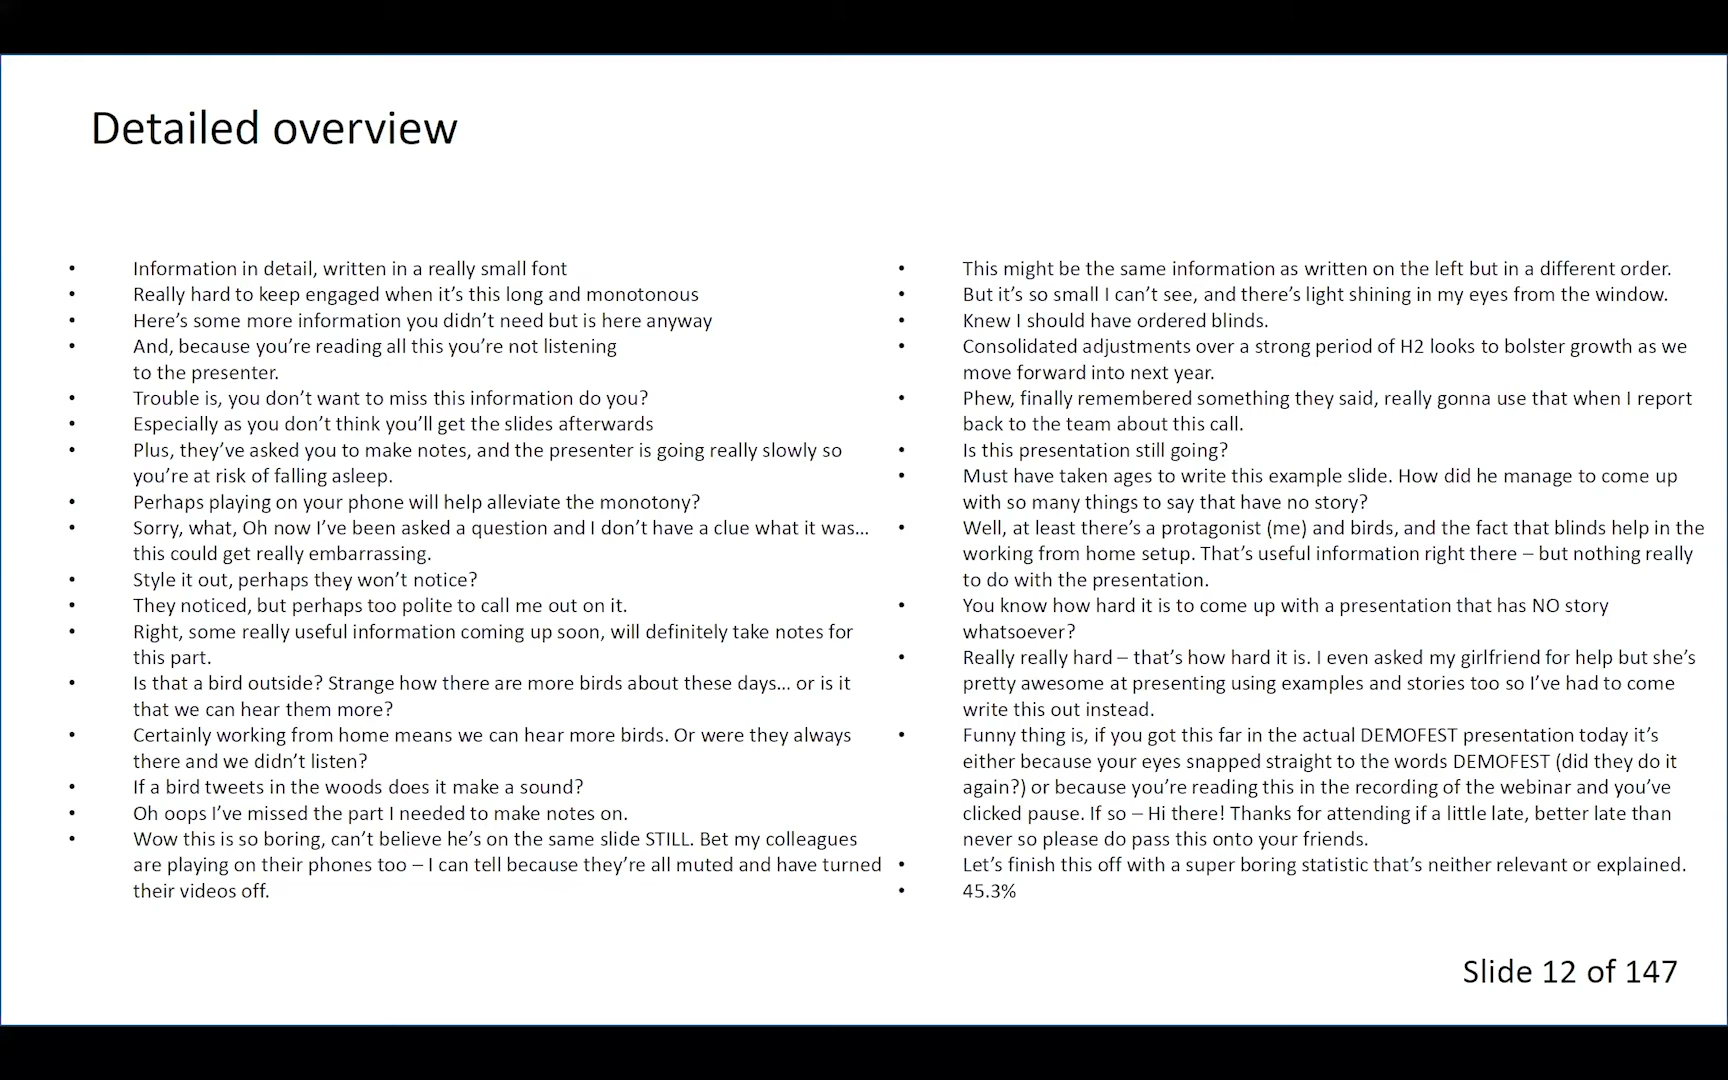 Detailed overview
• Information in detail, written in a really small font
• Really hard to keep engaged when it’s this long and monotonous
• Here’s some more information you didn’t need but is here anyway
• And, because you’re reading all this you’re not listening
to the presenter.
• Trouble is, you don’t want to miss this information do you?
• Especially as you don’t think you’ll get the slides afterwards
• Plus, they’ve asked you to make notes, and the presenter is going really slowly so
you’re at risk of falling asleep.
• Perhaps playing on your phone will help alleviate the monotony?
• Sorry, what, Oh now I’ve been asked a question and I don’t have a clue what it was…
this could get really embarrassing.
• Style it out, perhaps they won’t notice?
• They noticed, but perhaps too polite to call me out on it.
• Right, some really useful information coming up soon, will definitely take notes for
this part.
• Is that a bird outside? Strange how there are more birds about these days… or is it
that we can hear them more?
• Certainly working from home means we can hear more birds. Or were they always
there and we didn’t listen?
• If a bird tweets in the woods does it make a sound?
• Oh oops I’ve missed the part I needed to make notes on.
• Wow this is so boring, can’t believe he’s on the same slide STILL. Bet my colleagues
are playing on their phones too – I can tell because they’re all muted and have turned
their videos off.
• This might be the same information as written on the left but in a different order.
• But it’s so small I can’t see, and there’s light shining in my eyes from the window.
• Knew I should have ordered blinds.
• Consolidated adjustments over a strong period of H2 looks to bolster growth as we
move forward into next year.
• Phew, finally remembered something they said, really gonna use that when I report
back to the team about this call.
• Is this presentation still going?
• Must have taken ages to write this example slide. How did he manage to come up
with so many things to say that have no story?
• Well, at least there’s a protagonist (me) and birds, and the fact that blinds help in the
working from home setup. That’s useful information right there – but nothing really
to do with the presentation.
• You know how hard it is to come up with a presentation that has NO story
whatsoever?
• Really really hard – that’s how hard it is. I even asked my girlfriend for help but she’s
pretty awesome at presenting using examples and stories too so I’ve had to come
write this out instead.
• Funny thing is, if you got this far in the actual DEMOFEST presentation today it’s
either because your eyes snapped straight to the words DEMOFEST (did they do it
again?) or because you’re reading this in the recording of the webinar and you’ve
clicked pause. If so – Hi there! Thanks for attending if a little late, better late than
never so please do pass this onto your friends.
• Let’s finish this off with a super boring statistic that’s neither relevant or explained.
• 45.3%
Slide 12 of 147